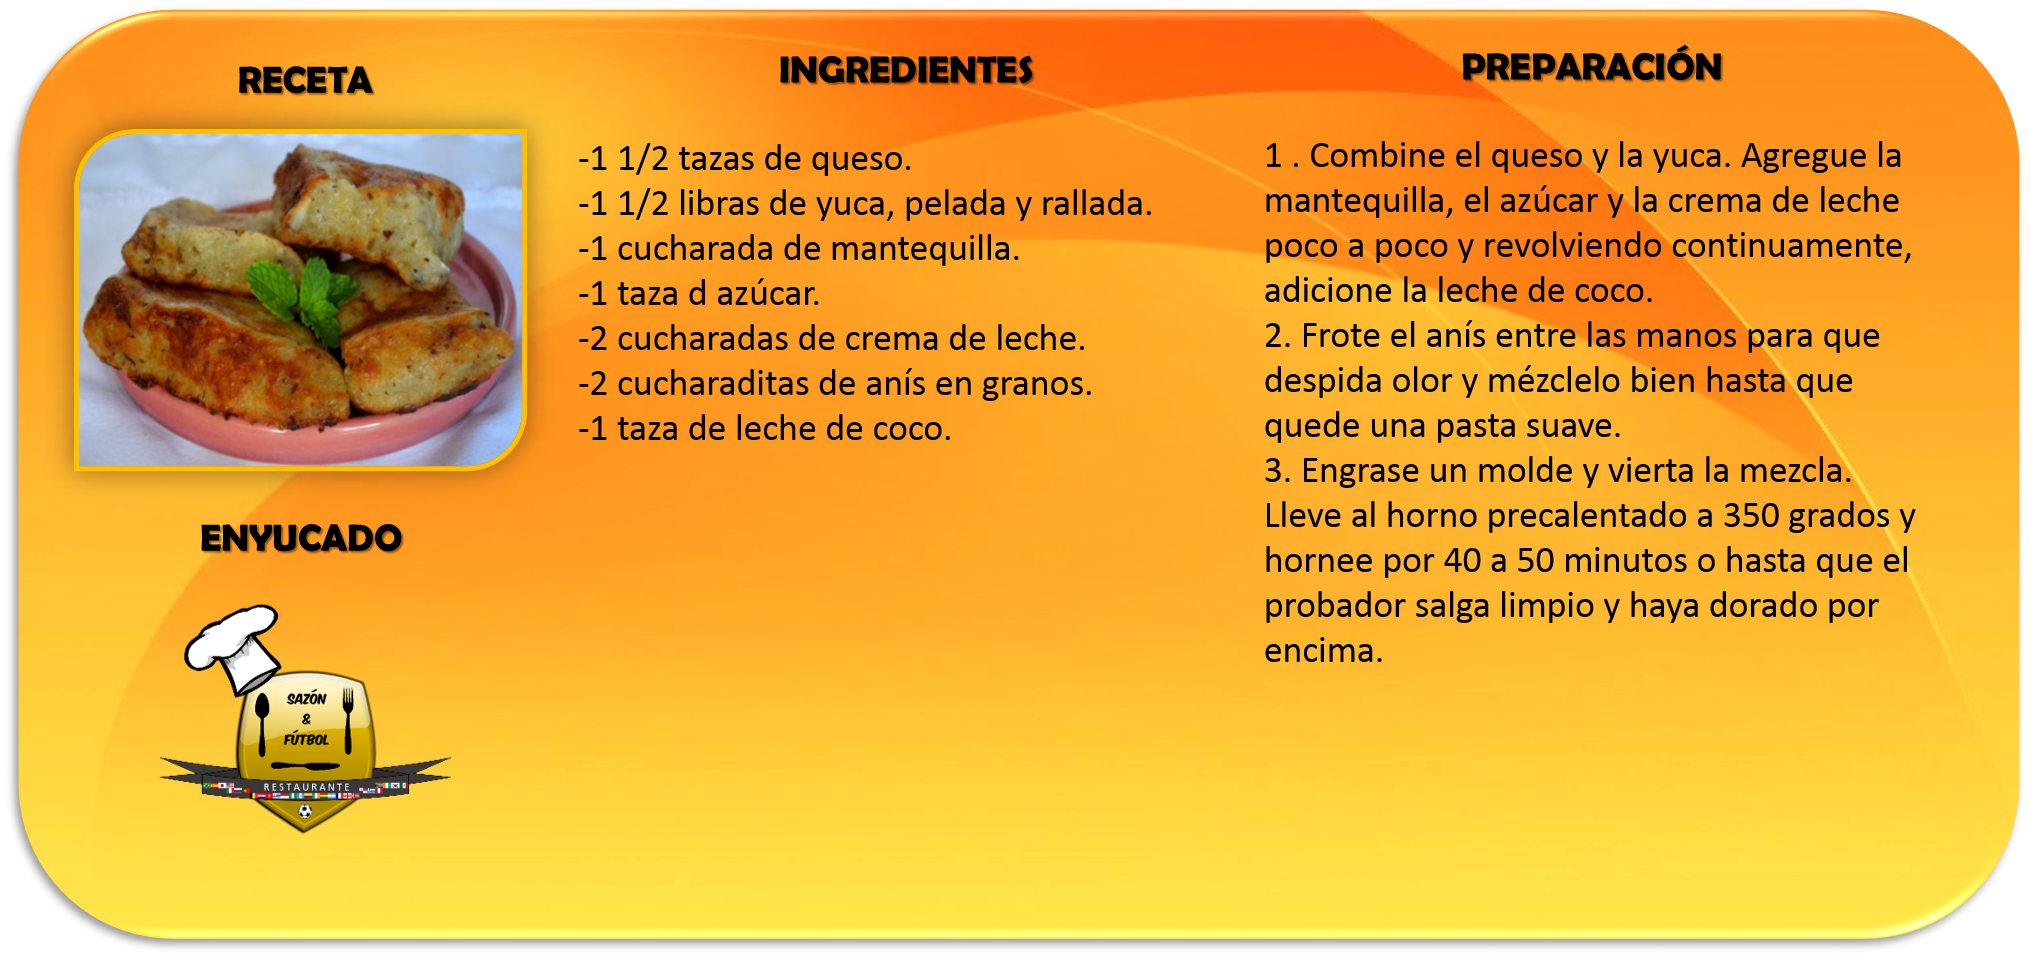 RECETA
ENYUCADO
SAZÓN
&
FÚTBOL
RESTAURANTE
INGREDIENTES
-1 1/2 tazas de queso.
-1 1/2 libras de yuca, pelada y rallada.
-1 cucharada de mantequilla.
-1 taza d azúcar.
-2 cucharadas de crema de leche.
-2 cucharaditas de anís en granos.
-1 taza de leche de coco.
PREPARACIÓN
1 . Combine el queso y la yuca. Agregue la
mantequilla, el azúcar y la crema de leche
poco a poco y revolviendo continuamente,
adicione la leche de coco.
2. Frote el anís entre las manos para que
despida olor y mézclelo bien hasta que
quede una pasta suave.
3. Engrase un molde y vierta la mezcla.
Lleve al horno precalentado a 350 grados y
hornee por 40 a 50 minutos o hasta que el
probador salga limpio y haya dorado por
encima.